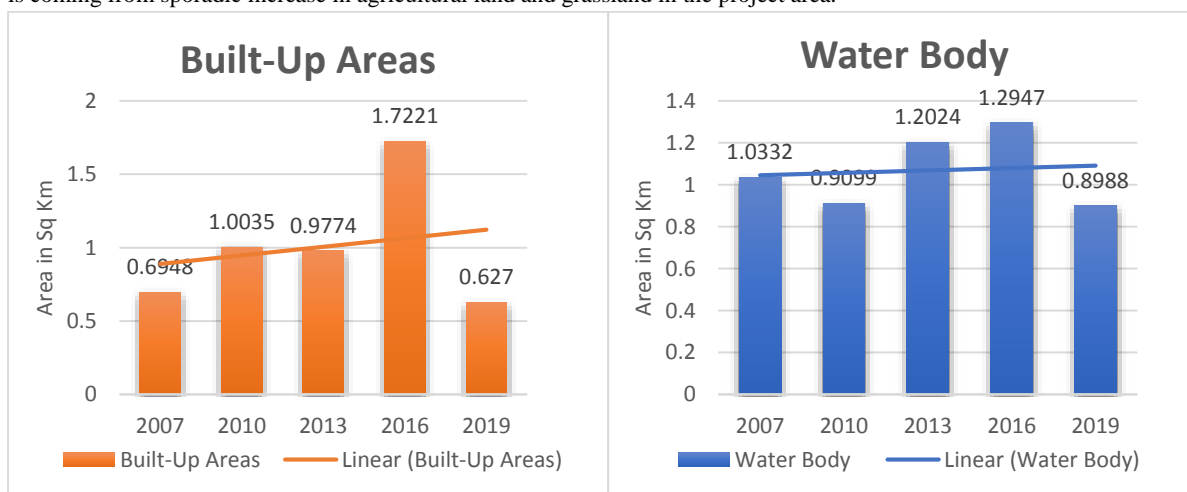 is coming from sporadic increase in agricultural land and grassland in the project area.
Built-Up Areas
2
1.5
1
0.5
0
Area in Sq Km
0.6948
1.0035
0.9774
1.7221
0.627
2007 2010 2013 2016 2019
Built-Up Areas Linear (Built-Up Areas)
Water Body
1.4
1.2
1
0.8
0.6
0.4
0.2
0
Area in Sq Km
1.0332
0.9099
1.2024
1.2947
0.8988
2007 2010 2013 2016 2019
Water Body Linear (Water Body)